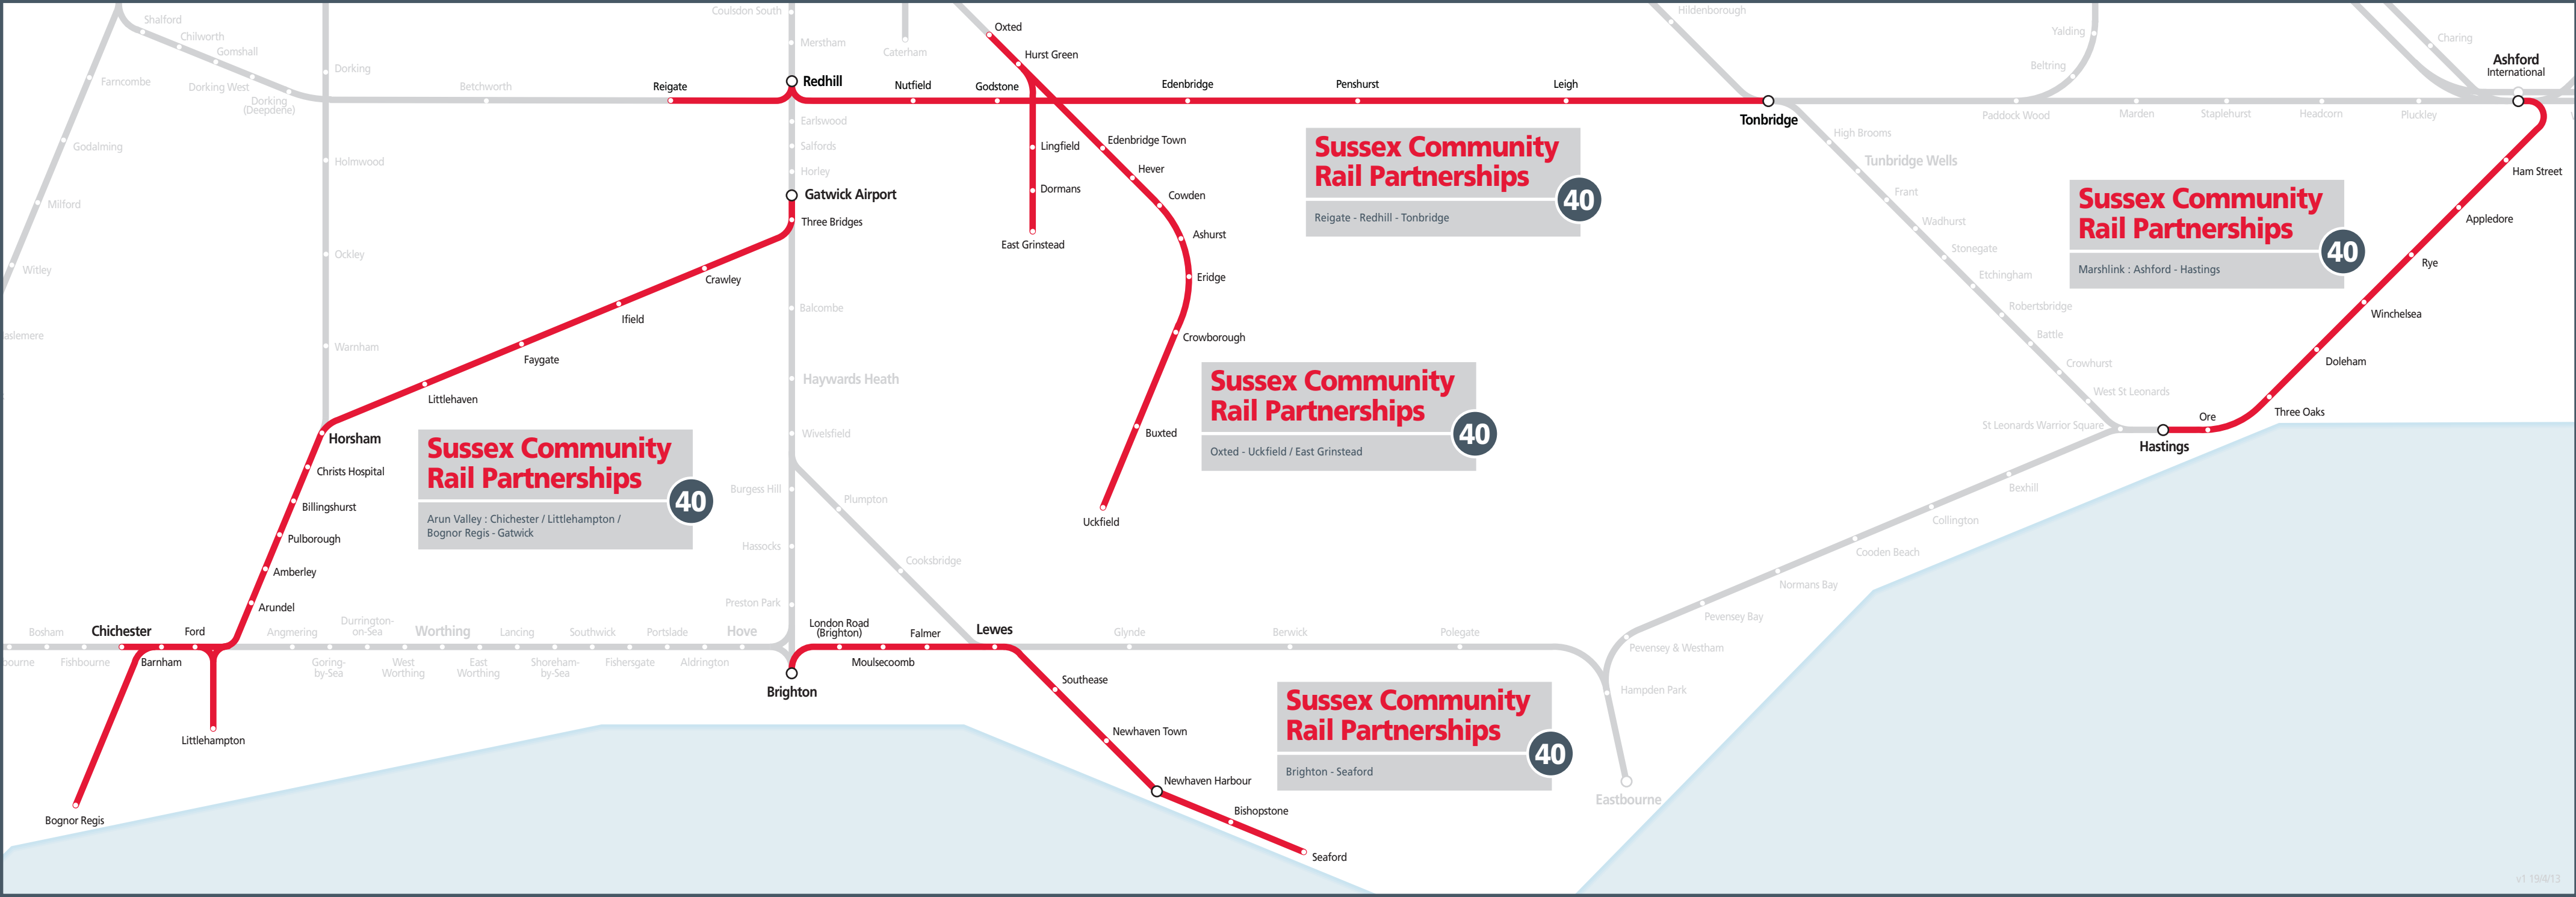 Coulsdon South
Merstham
Caterham
Shalford
Chilworth
Gomshall
Dorking West
Dorking
(Deepdene)
Farncombe
Godalming
Milford
Witley
aslemere
Dorking
Holmwood
Ockley
Warnham
Betchworth
Reigate
Redhill
Nutfield
Godstone
Oxted
Hurst Green
Edenbridge
Penshurst
Leigh
Tonbridge
Hildenborough
Yalding
Beltring
Paddock Wood
Marden
Staplehurst
Headcorn
Pluckley
Charing
Ashford
International
Earlswood
Salfords
Horley
Gatwick Airport
Three Bridges
Crawley
Ifield
Faygate
Littlehaven
Horsham
Christs Hospital
Billingshurst
Pulborough
Amberley
Arundel
Balcombe
Haywards Heath
Wivelsfield
Burgess Hill
Hassocks
Preston Park
Plumpton
Cooksbridge
Lingfield
Dormans
East Grinstead
Edenbridge Town
Hever
Cowden
Ashurst
Eridge
Crowborough
Buxted
Uckfield
Sussex Community
Rail Partnerships
40
Reigate - Redhill - Tonbridge
High Brooms
Tunbridge Wells
Frant
Wadhurst
Stonegate
Etchingham
Robertsbridge
Battle
Crowhurst
West St Leonards
St Leonards Warrior Square
Sussex Community
Rail Partnerships
40
Marshlink : Ashford - Hastings
Ham Street
Appledore
Rye
Winchelsea
Doleham
Three Oaks
Ore
Hastings
Sussex Community
Rail Partnerships
40
Oxted - Uckfield / East Grinstead
Sussex Community
Rail Partnerships
40
Arun Valley : Chichester / Littlehampton /
Bognor Regis - Gatwick
Bexhill
Collington
Cooden Beach
Normans Bay
Pevensey Bay
Pevensey & Westham
Hampden Park
Eastbourne
bourne
Bosham
Fishbourne
Chichester
Barnham
Ford
Littlehampton
Bognor Regis
Angmering
Goring-
by-Sea
Durrington-
on-Sea
West
Worthing
Worthing
East
Worthing
Lancing
Shoreham-
by-Sea
Southwick
Fishersgate
Portslade
Aldrington
Hove
Brighton
London Road
(Brighton)
Moulsecoomb
Falmer
Lewes
Glynde
Berwick
Polegate
Southease
Newhaven Town
Newhaven Harbour
Bishopstone
Seaford
Sussex Community
Rail Partnerships
40
Brighton - Seaford
v1 19/4/13